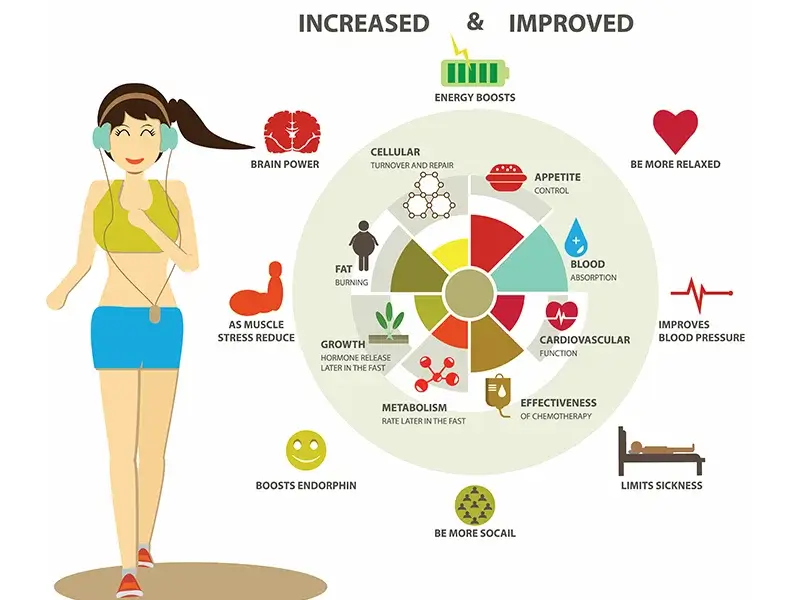 INCREASED & IMPROVED
ENERGY BOOSTS
BRAIN POWER
BE MORE RELAXED
CELLULAR
TURNOVER AND REPAIR
APPETITE
CONTROL
FAT
BURNING
BLOOD
ABSORPTION
AS MUSCLE
STRESS REDUCE
IMPROVES
BLOOD PRESSURE
GROWTH
HORMONE RELEASE
LATER IN THE FAST
CARDIOVASCULAR
FUNCTION
METABOLISM
RATE LATER IN THE FAST
EFFECTIVENESS
OF CHEMOTHERAPY
BOOSTS ENDORPHIN
LIMITS SICKNESS
BE MORE SOCAIL